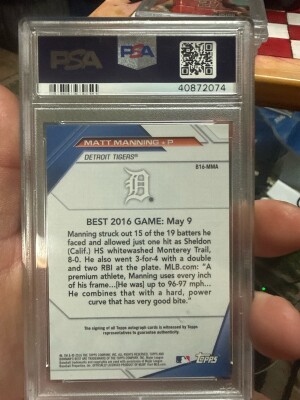 PSA
PSA
40872074
MATT MANNING • P
DETROIT TIGERS®
B16-MMA
BEST 2016 GAME: May 9
Manning struck out 15 of the 19 batters he
faced and allowed just one hit as Sheldon
(Calif.) HS whitewashed Monterey Trail,
8-0. He also went 3-for-4 with a double
and two RBI at the plate. MLB.com: "A
premium athlete, Manning uses every inch
of his frame...[He was] up to 96-97 mph...
He combines that with a hard, power
curve that has very good bite."
The signing of all Topps autograph cards is witnessed by Topps
representatives to guarantee authenticity.
TOPPS